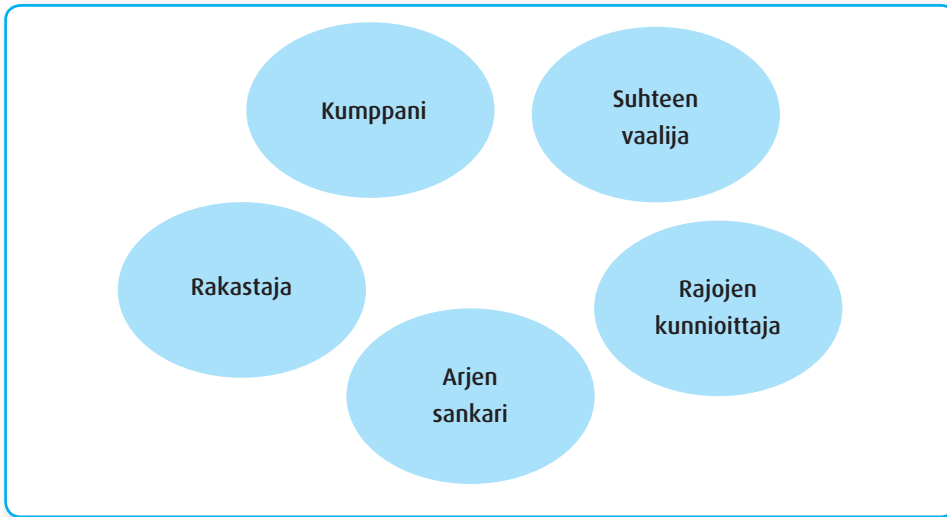 Kumppani
Suhteen
vaalija
Rakastaja
Rajojen
kunnioittaja
Arjen
sankari